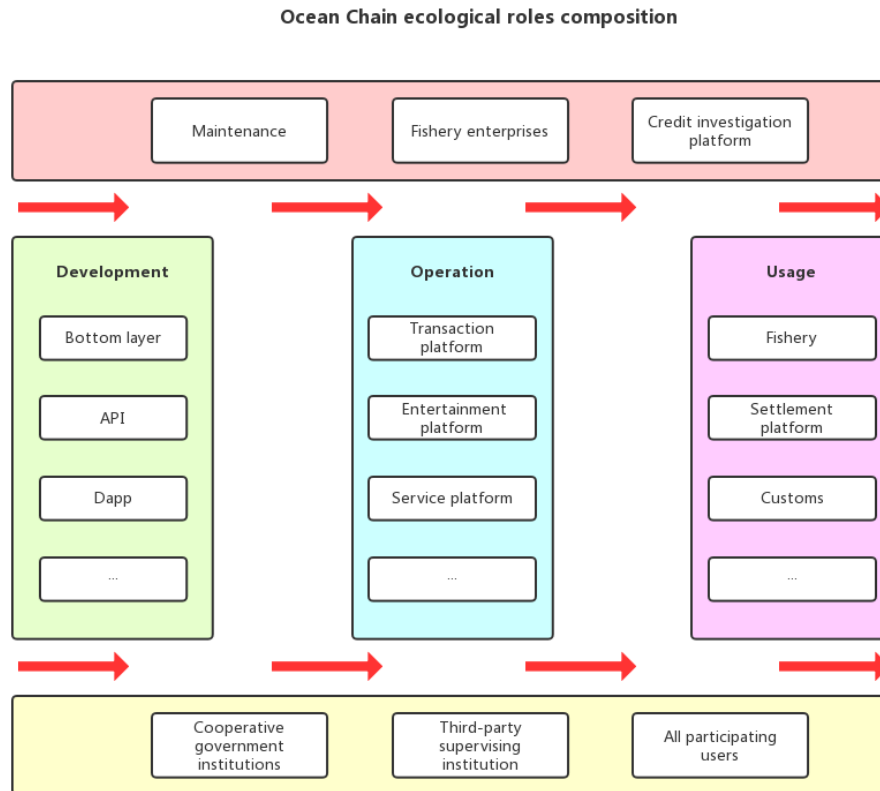 Ocean Chain ecological roles composition
Maintenance
Fishery enterprises
Credit investigation
platform
Development
Bottom layer
API
Dapp
...
Operation
Transaction
platform
Entertainment
platform
Service platform
...
Usage
Fishery
Settlement
platform
Customs
...
Cooperative
government
institutions
Third-party
supervising
institution
All participating
users